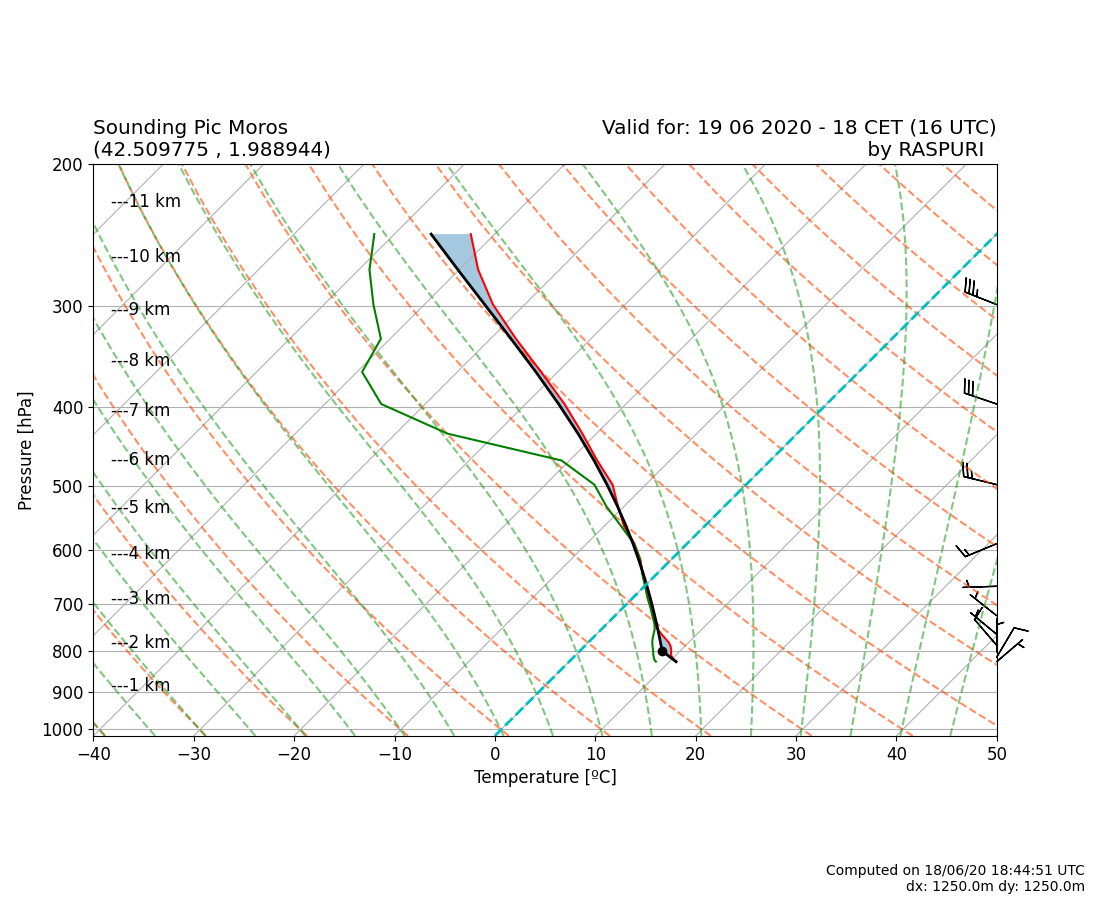 Sounding Pic Moros
(42.509775 , 1.988944)
Valid for: 19 06 2020 - 18 CET (16 UTC)
by RASPURI
200
300
400
500
600
700
800
900
1000
Pressure [hPa]
---11 km
---10 km
---9 km
---8 km
---7 km
---6 km
---5 km
---4 km
---3 km
---2 km
---1 km
−40 −30 −20 −10 0 10 20 30 40 50
Temperature [ºC]
Computed on 18/06/20 18:44:51 UTC
dx: 1250.0m dy: 1250.0m